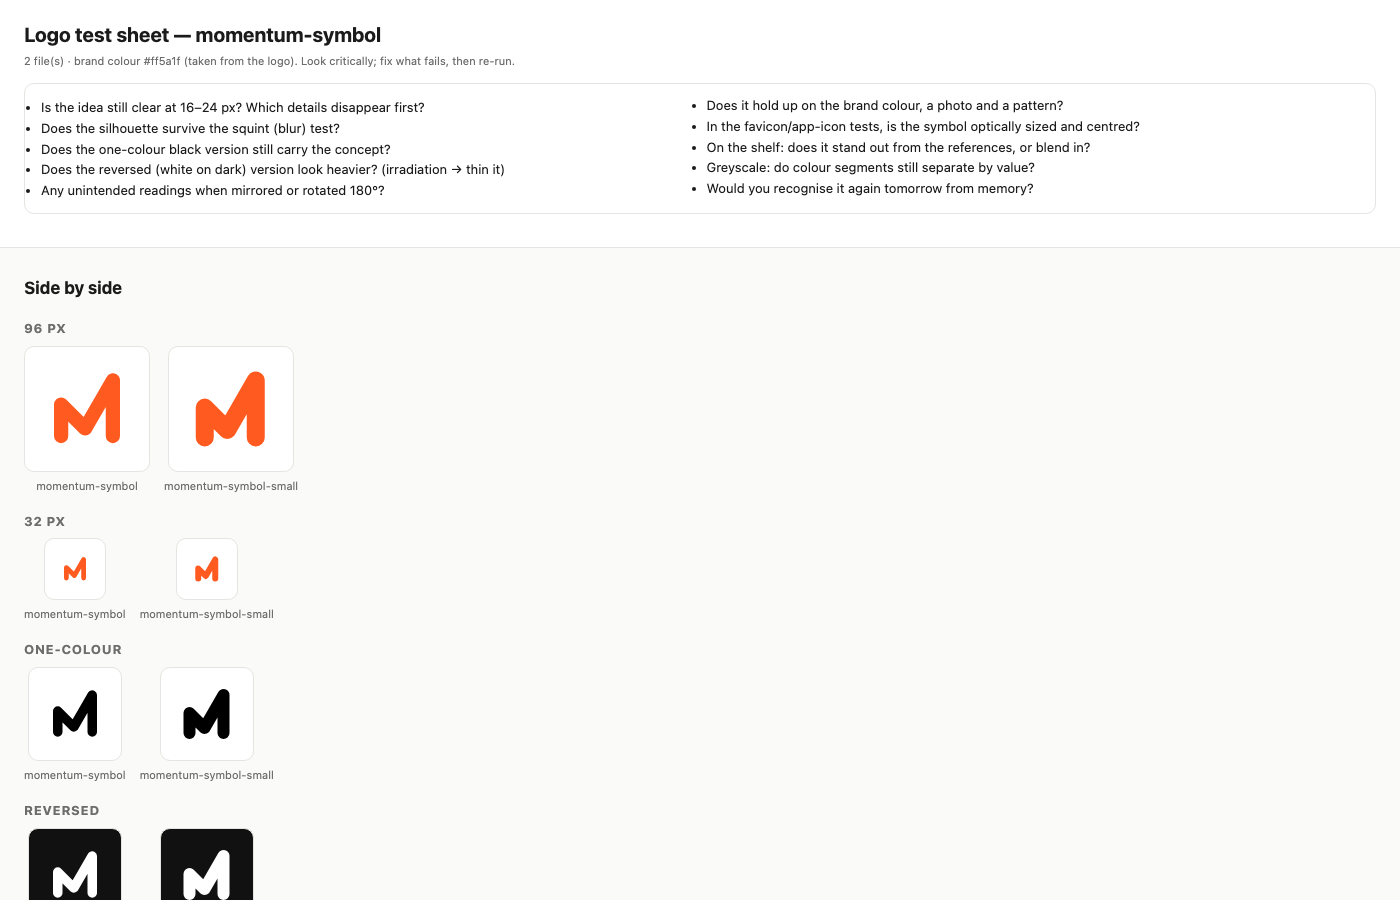 Logo test sheet — momentum-symbol
2 file(s) · brand colour #ff5a1f (taken from the logo). Look critically; fix what fails, then re-run.
Is the idea still clear at 16–24 px? Which details disappear first?
Does the silhouette survive the squint (blur) test?
Does the one-colour black version still carry the concept?
Does the reversed (white on dark) version look heavier? (irradiation → thin it)
Any unintended readings when mirrored or rotated 180°?
Does it hold up on the brand colour, a photo and a pattern?
In the favicon/app-icon tests, is the symbol optically sized and centred?
On the shelf: does it stand out from the references, or blend in?
Greyscale: do colour segments still separate by value?
Would you recognise it again tomorrow from memory?
Side by side
96 PX
momentum-symbol momentum-symbol-small
32 PX
momentum-symbol momentum-symbol-small
ONE-COLOUR
momentum-symbol momentum-symbol-small
REVERSED